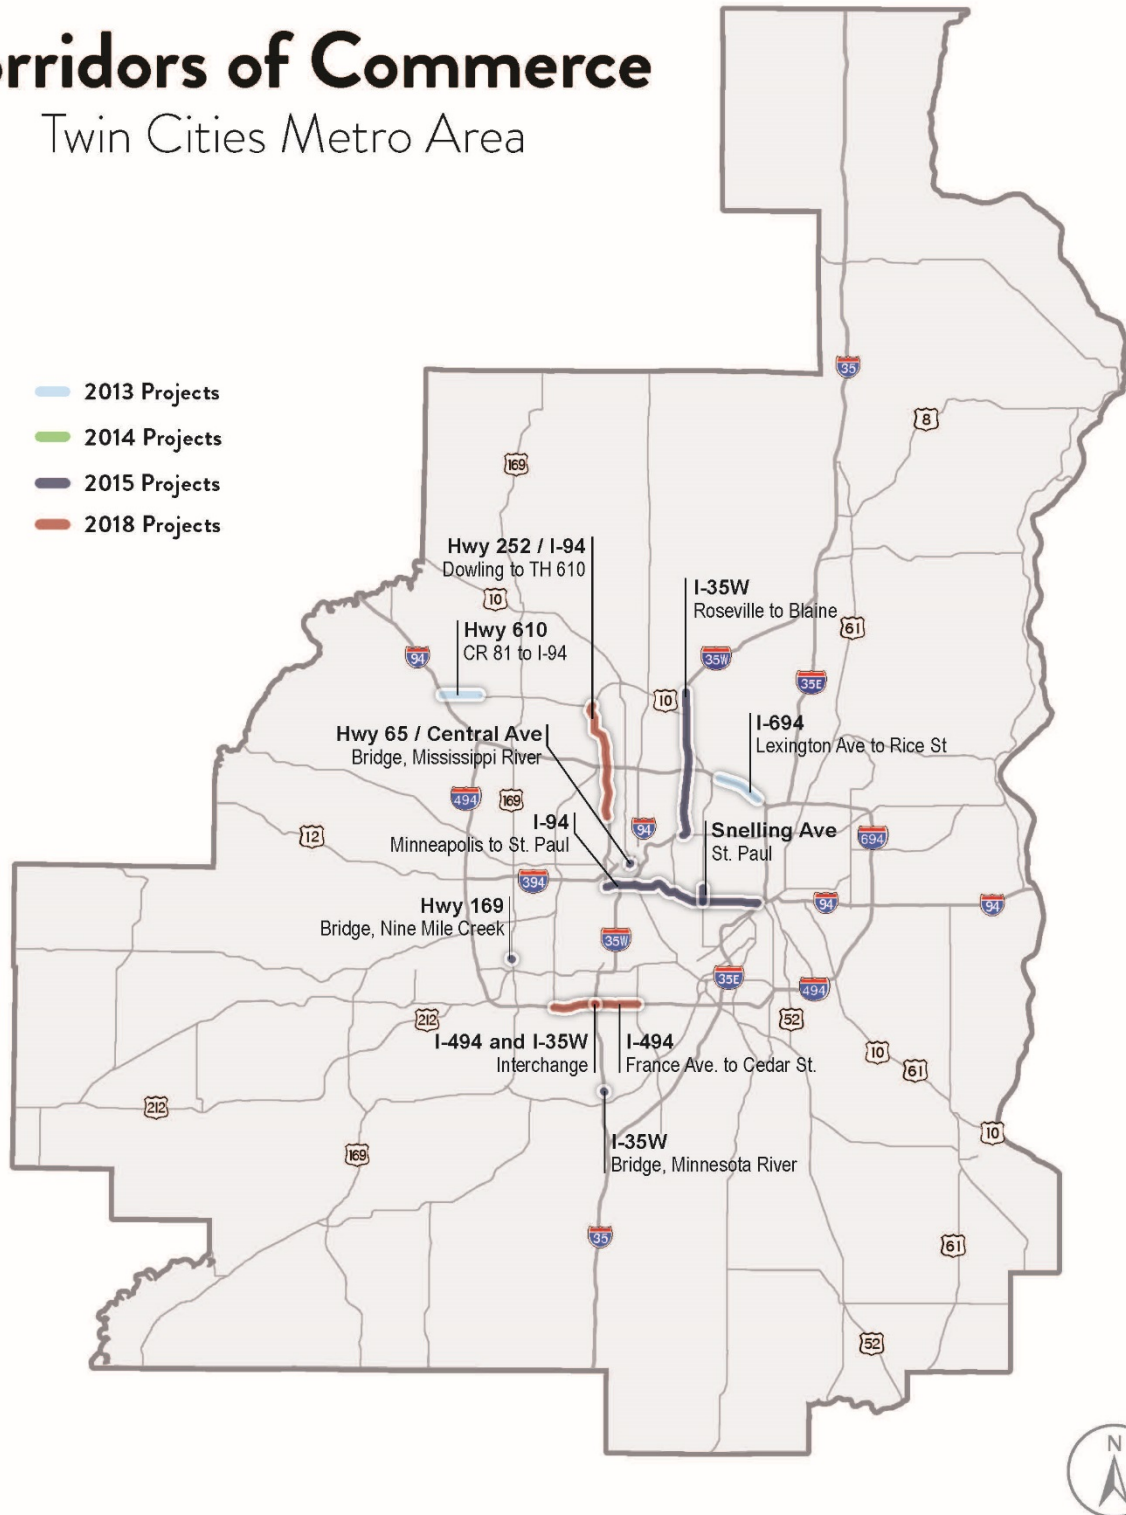 orridors of Commerce
Twin Cities Metro Area
2013 Projects
2014 Projects
2015 Projects
2018 Projects
35
8
169
Hwy 252 / I-94
Dowling to TH 610
10
I-35W
Roseville to Blaine
61
Hwy 610
CR 81 to I-94
94
35W
35E
10
I-694
Lexington Ave to Rice St
Hwy 65 / Central Ave
Bridge, Mississippi River
494
169
12
I-94
Minneapolis to St. Paul
94
Snelling Ave
St. Paul
694
394
94
94
Hwy 169
Bridge, Nine Mile Creek
35W
35E
494
212
52
I-494 and I-35W
Interchange
I-494
France Ave. to Cedar St.
10
61
212
10
169
I-35W
Bridge, Minnesota River
35
61
52
N